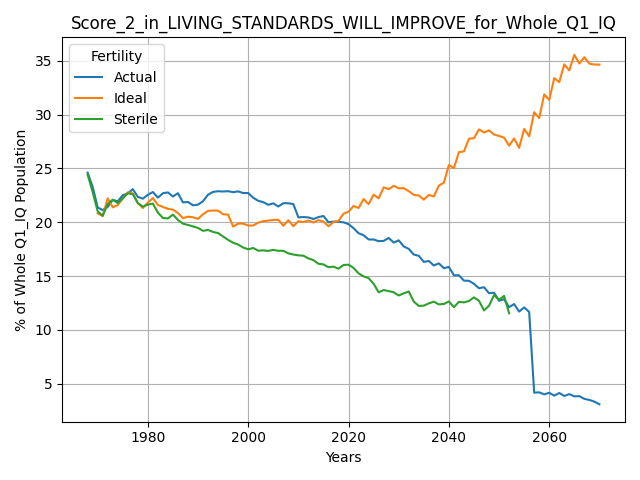 Score_2_in_LIVING_STANDARDS_WILL_IMPROVE_for_Whole_Q1_IQ
Fertility
Actual
Ideal
Sterile
% of Whole Q1_IQ Population
35
30
25
20
15
10
5
1980
2000
2020
2040
2060
Years